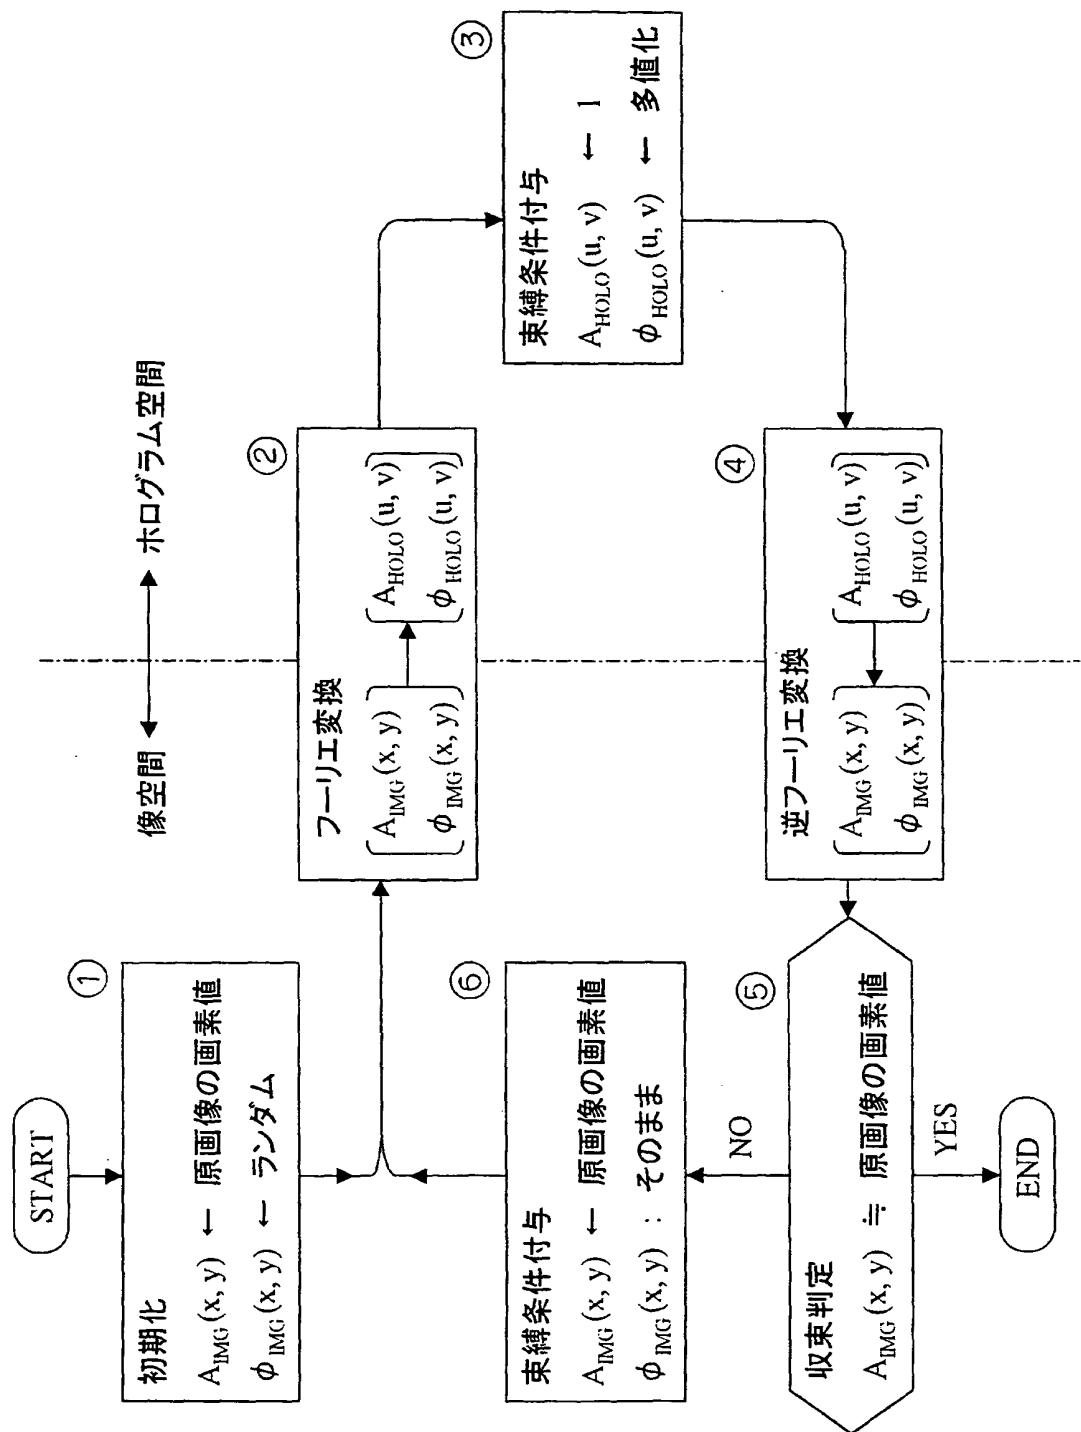 像空間
ホログラム空間
START
①
初期化
A_IMG(x, y) ← 原画像の画素値
φ_IMG(x, y) ← ランダム
②
フーリエ変換
A_IMG(x, y) → A_HOLO(u, v)
φ_IMG(x, y) φ_HOLO(u, v)
③
束縛条件付与
A_HOLO(u, v) ← 1
φ_HOLO(u, v) ← 多値化
④
逆フーリエ変換
A_IMG(x, y) ← A_HOLO(u, v)
φ_IMG(x, y) φ_HOLO(u, v)
⑤
収束判定
A_IMG(x, y) ≒ 原画像の画素値
NO
YES
⑥
束縛条件付与
A_IMG(x, y) ← 原画像の画素値
φ_IMG(x, y) : そのまま
END